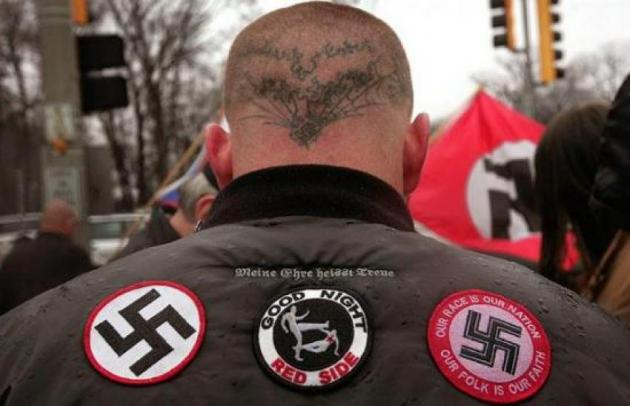 Meine Ehre heisst Treue
GOOD NIGHT
RED SIDE
OUR RACE IS OUR NATION
OUR FOLK IS OUR FAITH